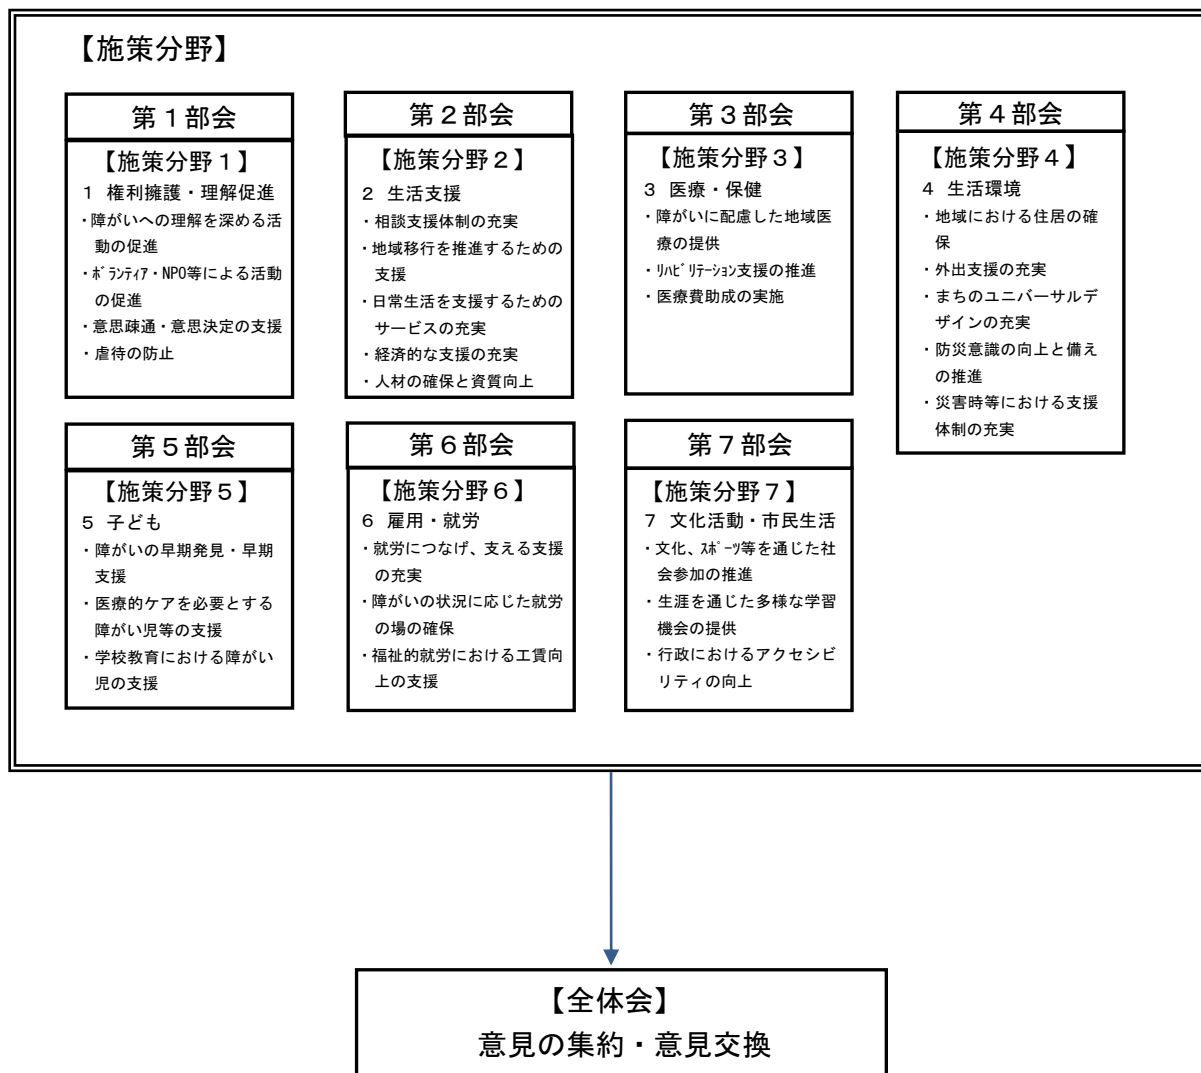 【施策分野】
第１部会
【施策分野１】
１ 権利擁護・理解促進
・障がいへの理解を深める活
動の促進
・ﾎﾞﾗﾝﾃｨｱ・NPO等による活動
の促進
・意思疎通・意思決定の支援
・虐待の防止
第２部会
【施策分野２】
２ 生活支援
・相談支援体制の充実
・地域移行を推進するための
支援
・日常生活を支援するための
サービスの充実
・経済的な支援の充実
・人材の確保と資質向上
第３部会
【施策分野３】
３ 医療・保健
・障がいに配慮した地域医
療の提供
・ﾘﾊﾋﾞﾘﾃｰｼｮﾝ支援の推進
・医療費助成の実施
第４部会
【施策分野４】
４ 生活環境
・地域における住居の確
保
・外出支援の充実
・まちのユニバーサルデ
ザインの充実
・防災意識の向上と備え
の推進
・災害時等における支援
体制の充実
第５部会
【施策分野５】
５ 子ども
・障がいの早期発見・早期
支援
・医療的ケアを必要とする
障がい児等の支援
・学校教育における障がい
児の支援
第６部会
【施策分野６】
６ 雇用・就労
・就労につなげ、支える支援
の充実
・障がいの状況に応じた就労
の場の確保
・福祉的就労における工賃向
上の支援
第７部会
【施策分野７】
７ 文化活動・市民生活
・文化、ｽﾎﾟｰﾂ等を通じた社
会参加の推進
・生涯を通じた多様な学習
機会の提供
・行政におけるアクセシビ
リティの向上
【全体会】
意見の集約・意見交換